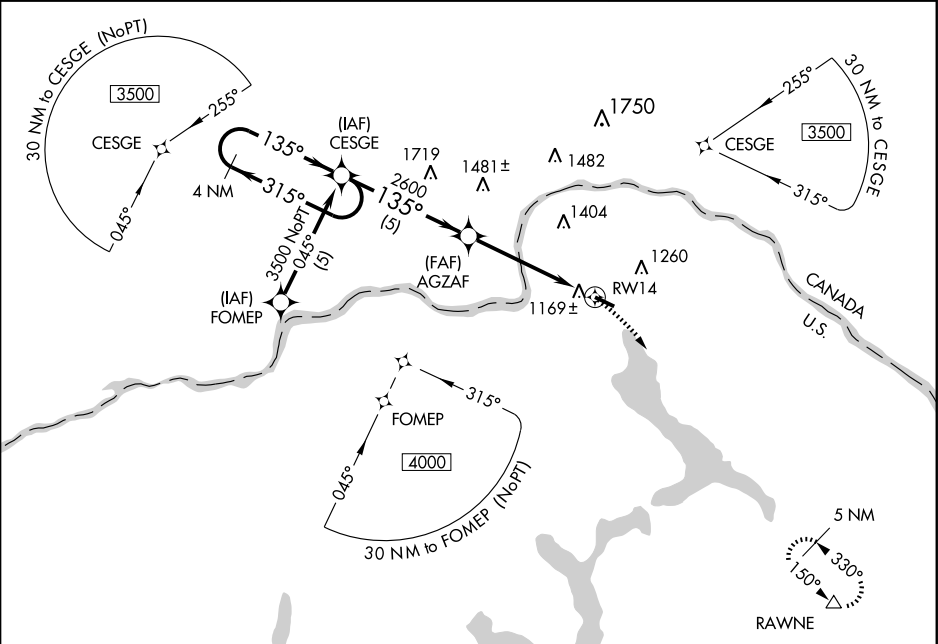 30 NM to CESGE (NoPT)
3500
255°
CESGE
045°
(IAF)
CESGE
135°
4 NM
315°
3500 NoPT
045°
(5)
(IAF)
FOMEP
1719
2600
135°
(5)
1481±
1482
1750
1404
(FAF)
AGZAF
1260
RW14
1169±
255°
30 NM to CESGE
3500
CESGE
315°
CANADA
U.S.
315°
FOMEP
045°
4000
30 NM to FOMEP (NoPT)
5 NM
330°
150°
RAWNE